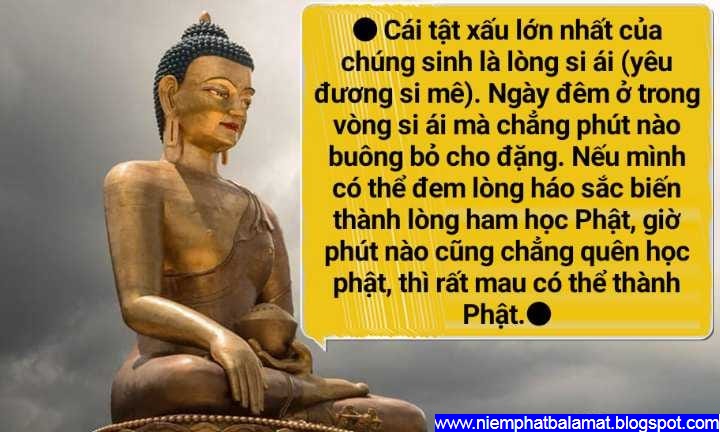 ● Cái tật xấu lớn nhất của
chúng sinh là lòng si ái (yêu
đương si mê). Ngày đêm ở trong
vòng si ái mà chẳng phút nào
buông bỏ cho đặng. Nếu mình
có thể đem lòng háo sắc biến
thành lòng ham học Phật, giờ
phút nào cũng chẳng quên học
phật, thì rất mau có thể thành
Phật.●
www.niemphatbalamat.blogspot.com